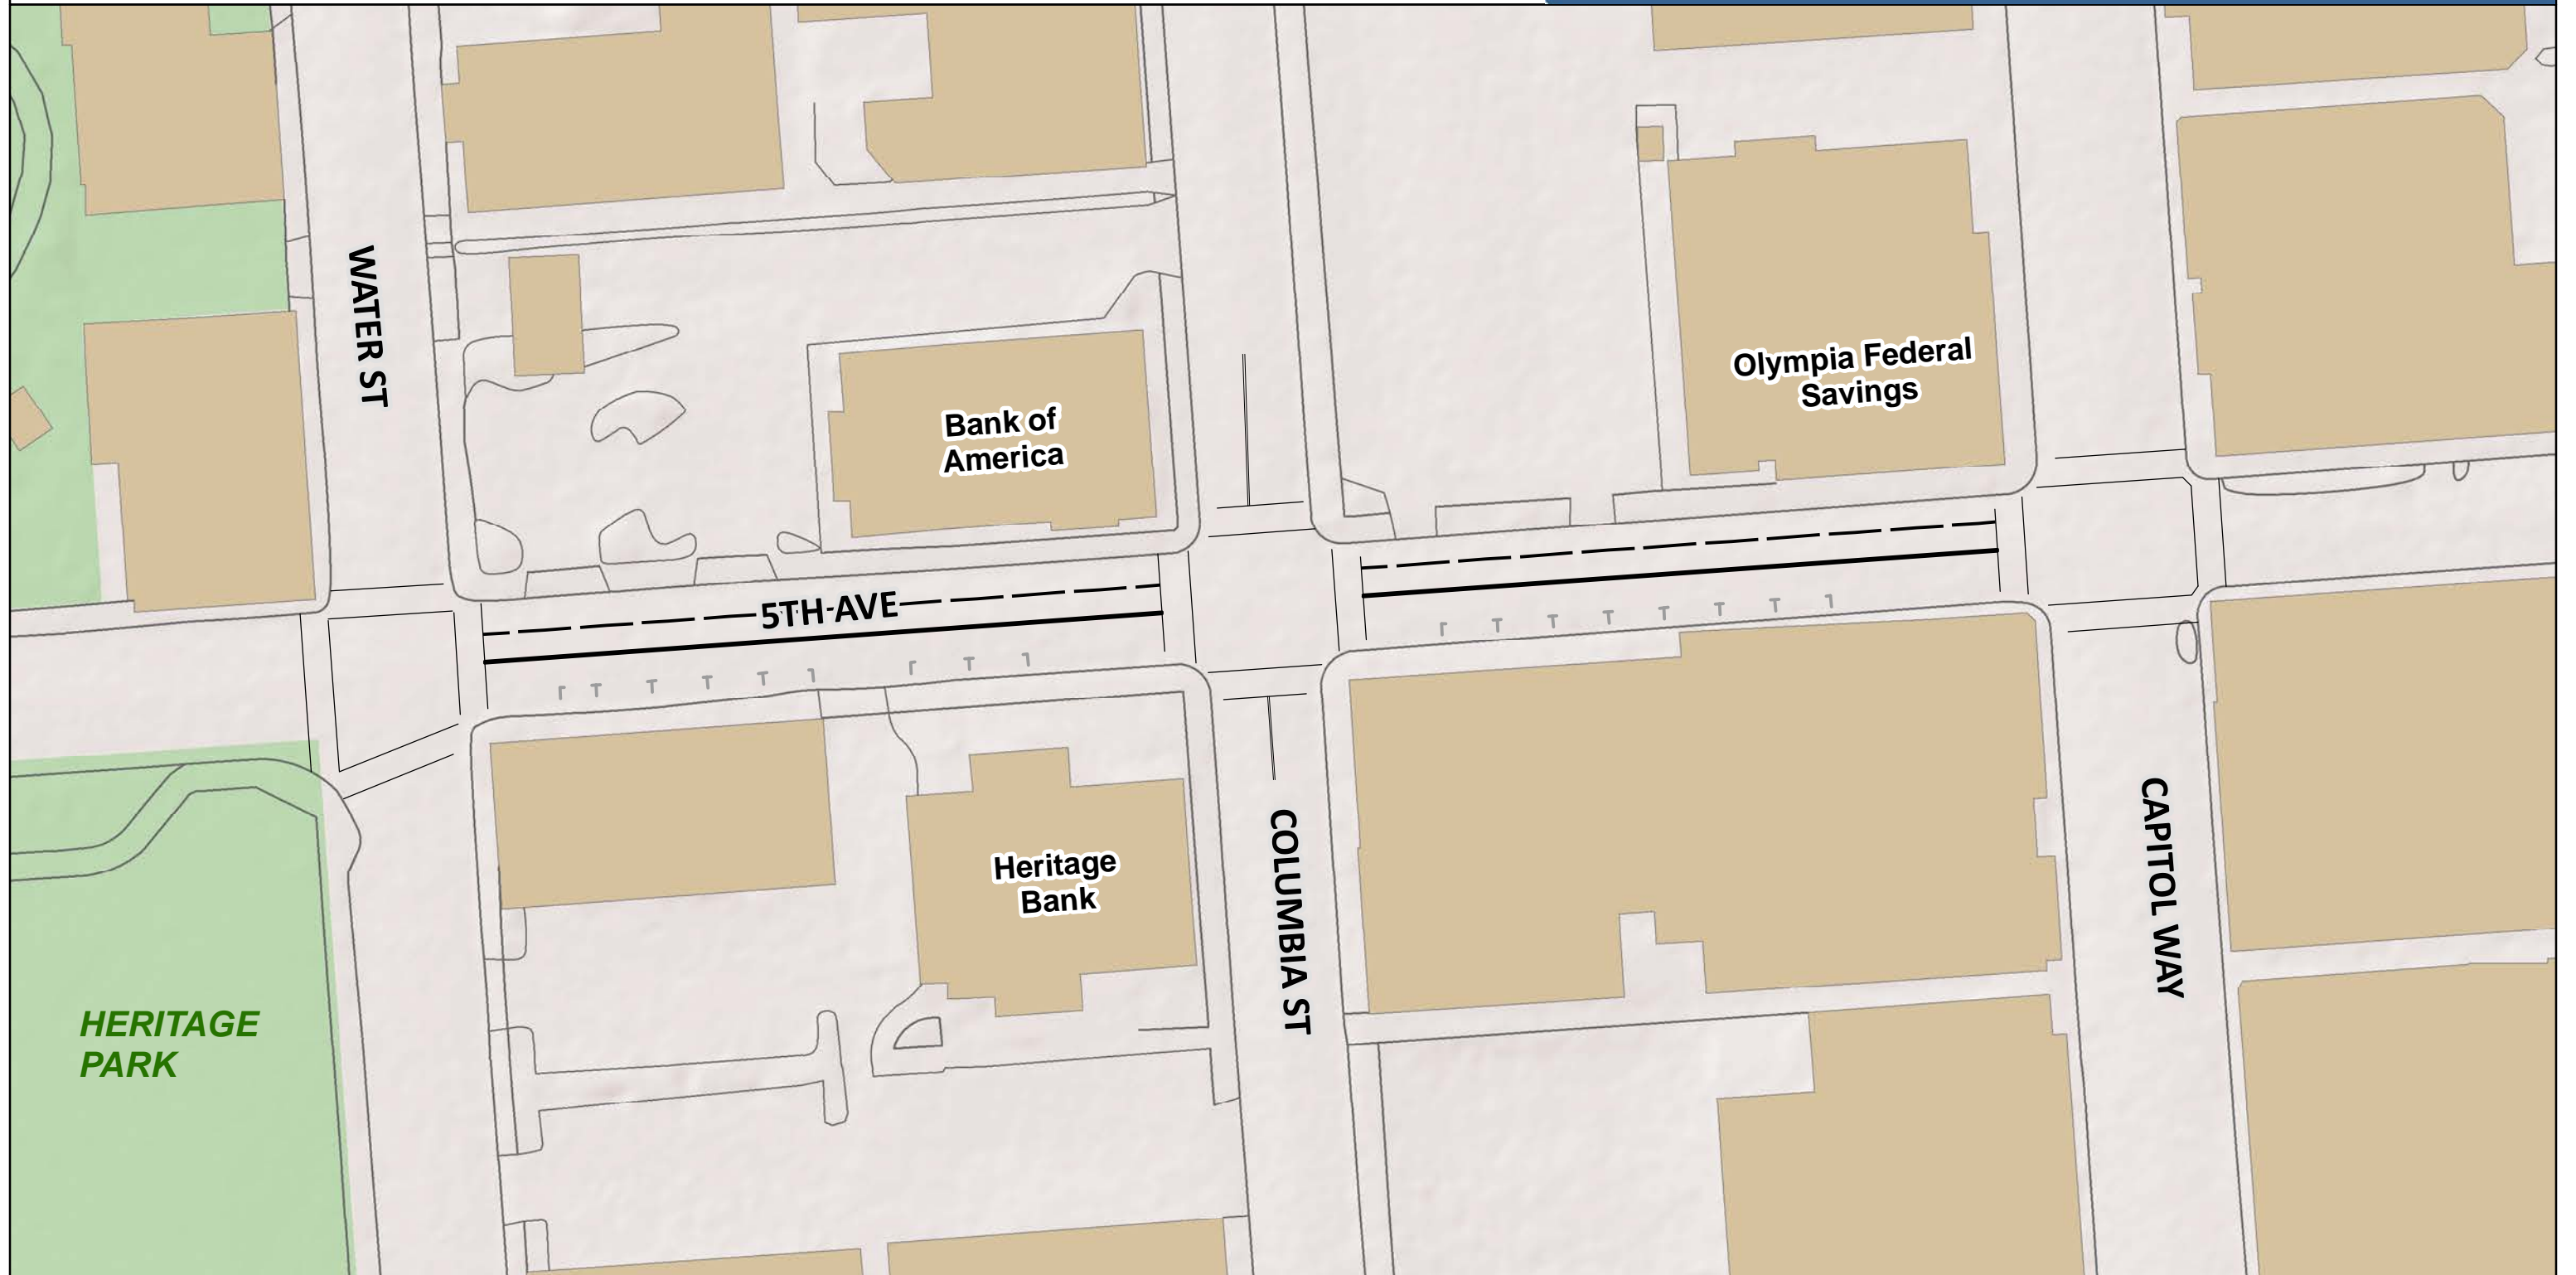 WATER ST
Olympia Federal
Savings
Bank of
America
5TH AVE
Heritage
Bank
COLUMBIA ST
CAPITOL WAY
HERITAGE
PARK